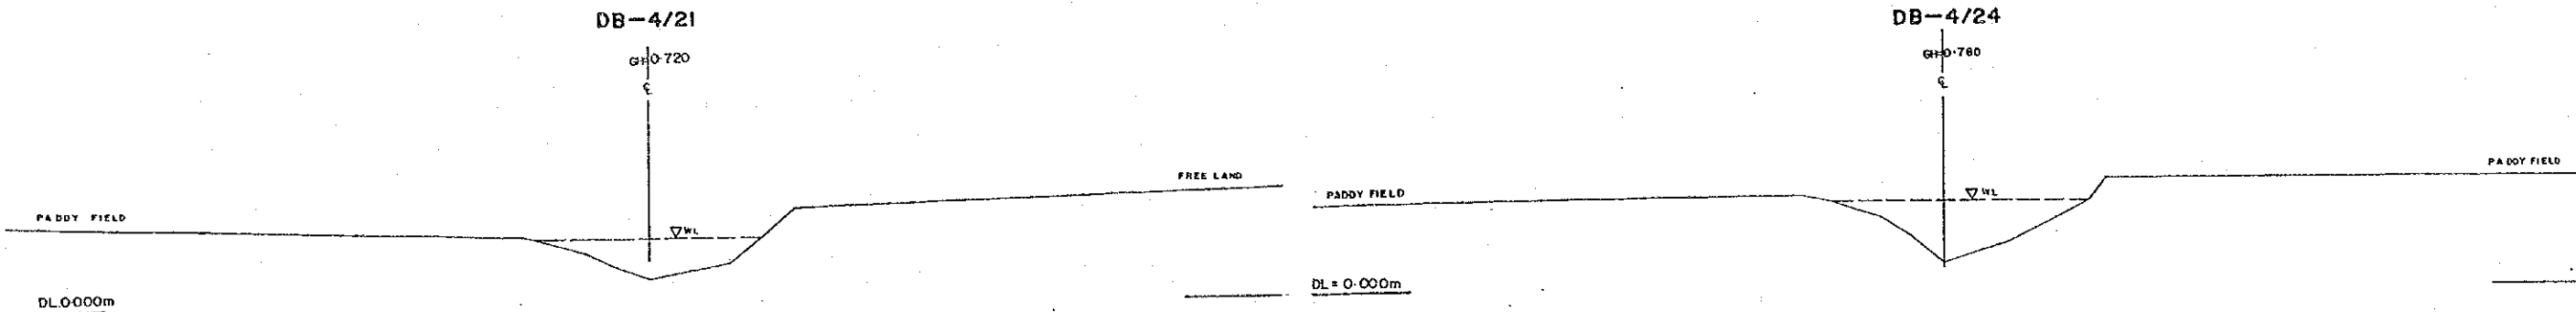 DB-4/21
GH=0.720
℄
PADDY FIELD
WL
FREE LAND
DL.0.000m
DB-4/24
GH=0.760
℄
PADDY FIELD
WL
PADDY FIELD
DL = 0.000m